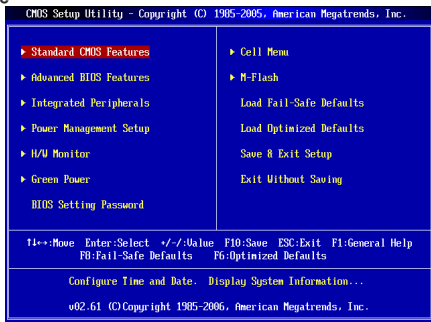 CMOS Setup Utility - Copyright (C) 1985-2005, American Megatrends, Inc.
▶ Standard CMOS Features
▶ Advanced BIOS Features
▶ Integrated Peripherals
▶ Power Management Setup
▶ H/W Monitor
▶ Green Power
BIOS Setting Password
▶ Cell Menu
▶ M-Flash
Load Fail-Safe Defaults
Load Optimized Defaults
Save & Exit Setup
Exit Without Saving
↑↓↔:Move Enter:Select +/-/:Value F10:Save ESC:Exit F1:General Help
F8:Fail-Safe Defaults F6:Optimized Defaults
Configure Time and Date. Display System Information...
v02.61 (C)Copyright 1985-2006, American Megatrends, Inc.